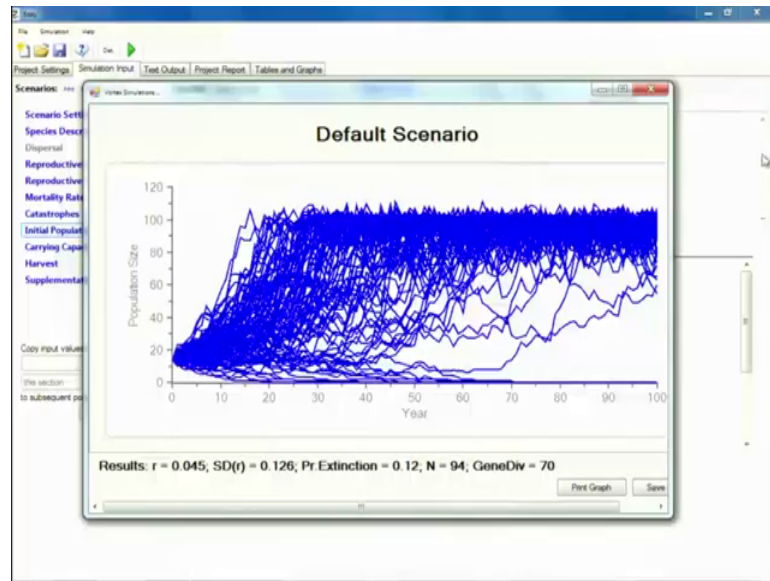 File Simulation Help
Project Settings Simulation Input Text Output Project Report Tables and Graphs
Scenarios:
Vortex Simulations...
Scenario Sett
Species Descr
Dispersal
Reproductive
Reproductive
Mortality Rate
Catastrophes
Initial Populat
Carrying Capa
Harvest
Supplementat
Copy input value
this section
to subsequent po
Default Scenario
120
100
80
60
40
20
0
Population Size
0 10 20 30 40 50 60 70 80 90 100
Year
Results: r = 0.045; SD(r) = 0.126; Pr.Extinction = 0.12; N = 94; GeneDiv = 70
Print Graph Save